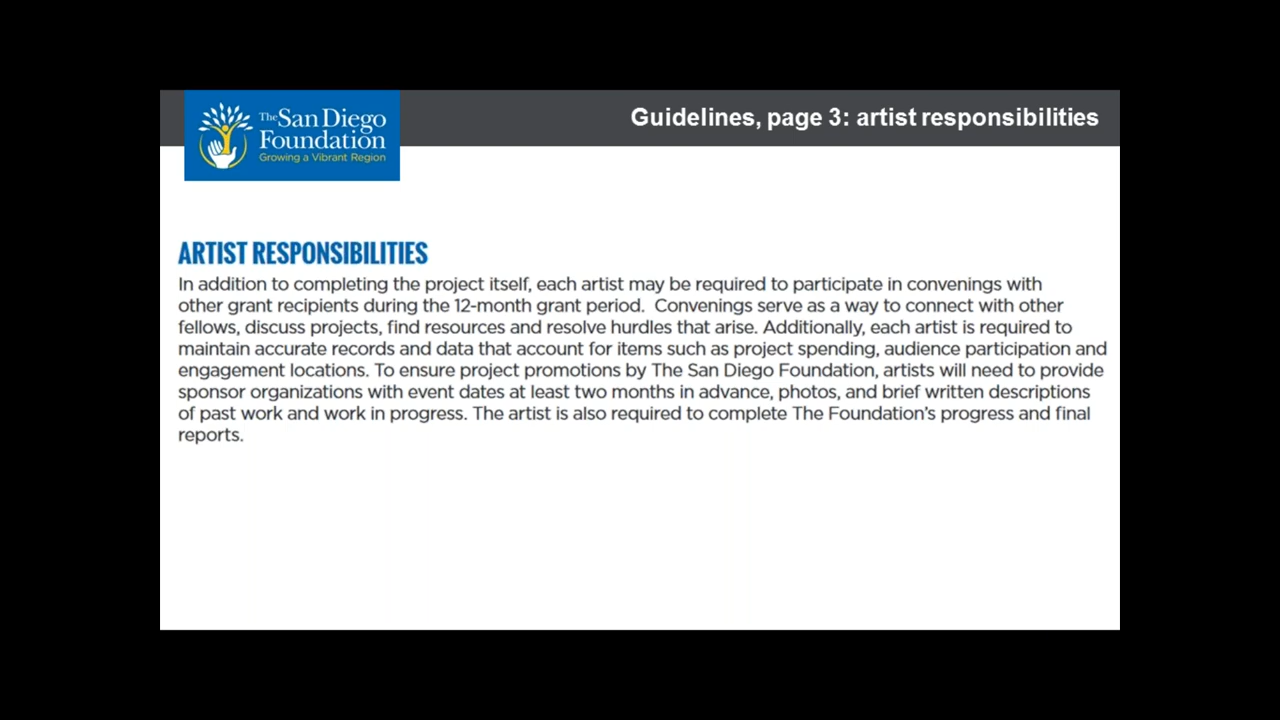 The San Diego
Foundation
Growing a Vibrant Region
Guidelines, page 3: artist responsibilities
ARTIST RESPONSIBILITIES
In addition to completing the project itself, each artist may be required to participate in convenings with
other grant recipients during the 12-month grant period.  Convenings serve as a way to connect with other
fellows, discuss projects, find resources and resolve hurdles that arise. Additionally, each artist is required to
maintain accurate records and data that account for items such as project spending, audience participation and
engagement locations. To ensure project promotions by The San Diego Foundation, artists will need to provide
sponsor organizations with event dates at least two months in advance, photos, and brief written descriptions
of past work and work in progress. The artist is also required to complete The Foundation's progress and final
reports.